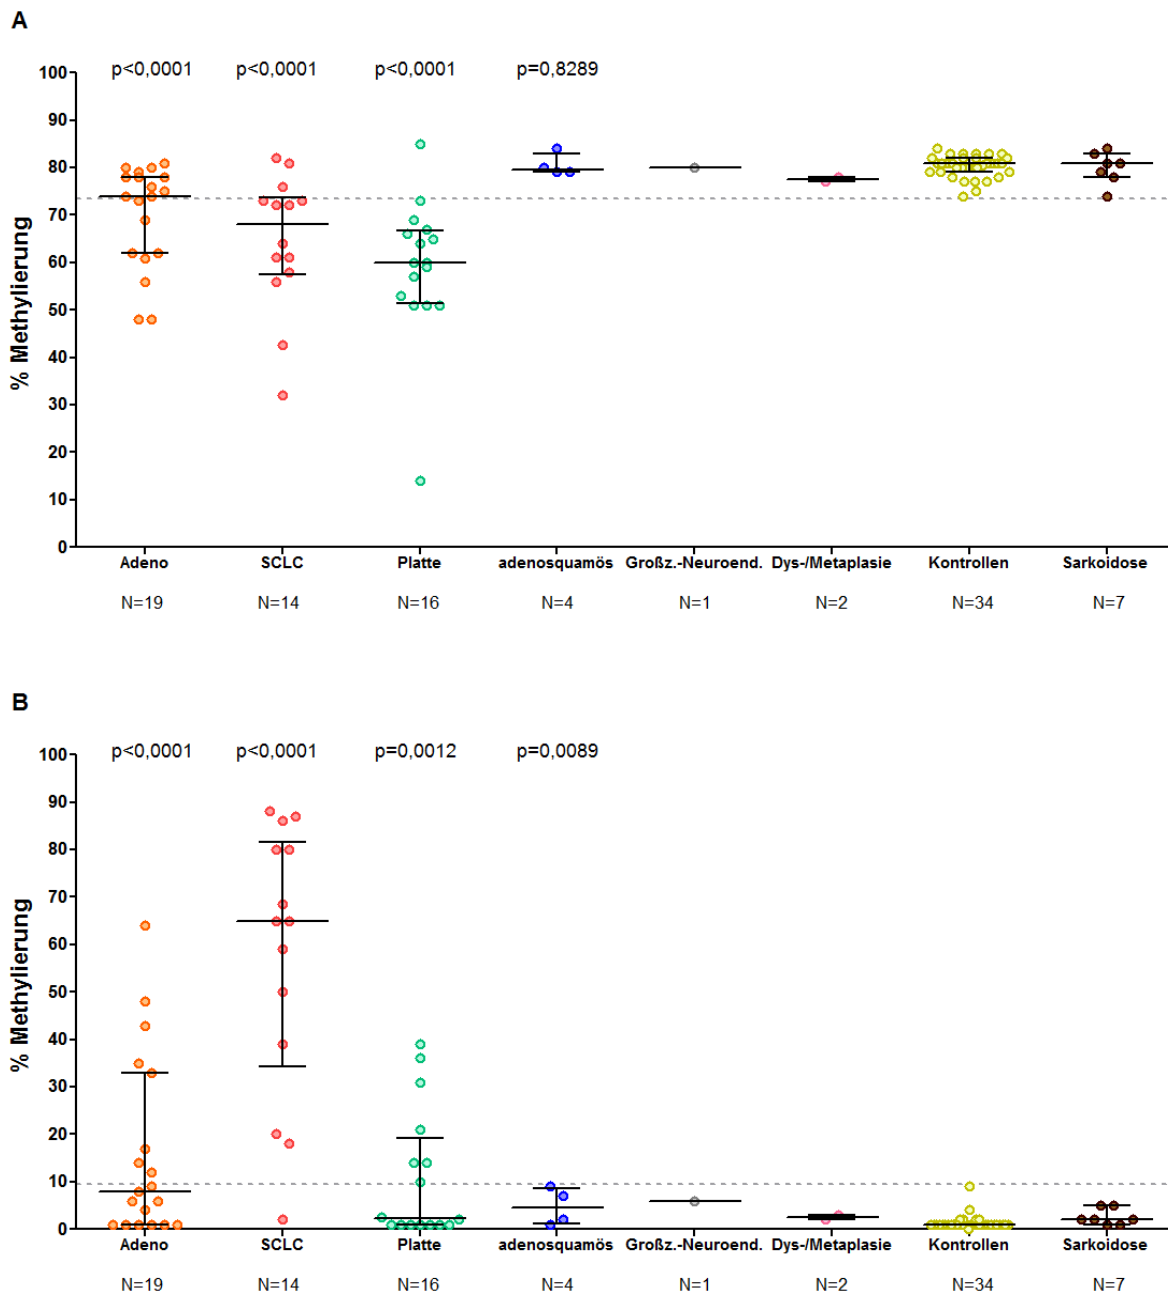 A
p<0,0001 p<0,0001 p<0,0001 p=0,8289
100
90
80
70
60
50
40
30
20
10
0
% Methylierung
Adeno SCLC Platte adenosquamös Großz.-Neuroend. Dys-/Metaplasie Kontrollen Sarkoidose
N=19 N=14 N=16 N=4 N=1 N=2 N=34 N=7
B
p<0,0001 p<0,0001 p=0,0012 p=0,0089
100
90
80
70
60
50
40
30
20
10
0
% Methylierung
Adeno SCLC Platte adenosquamös Großz.-Neuroend. Dys-/Metaplasie Kontrollen Sarkoidose
N=19 N=14 N=16 N=4 N=1 N=2 N=34 N=7